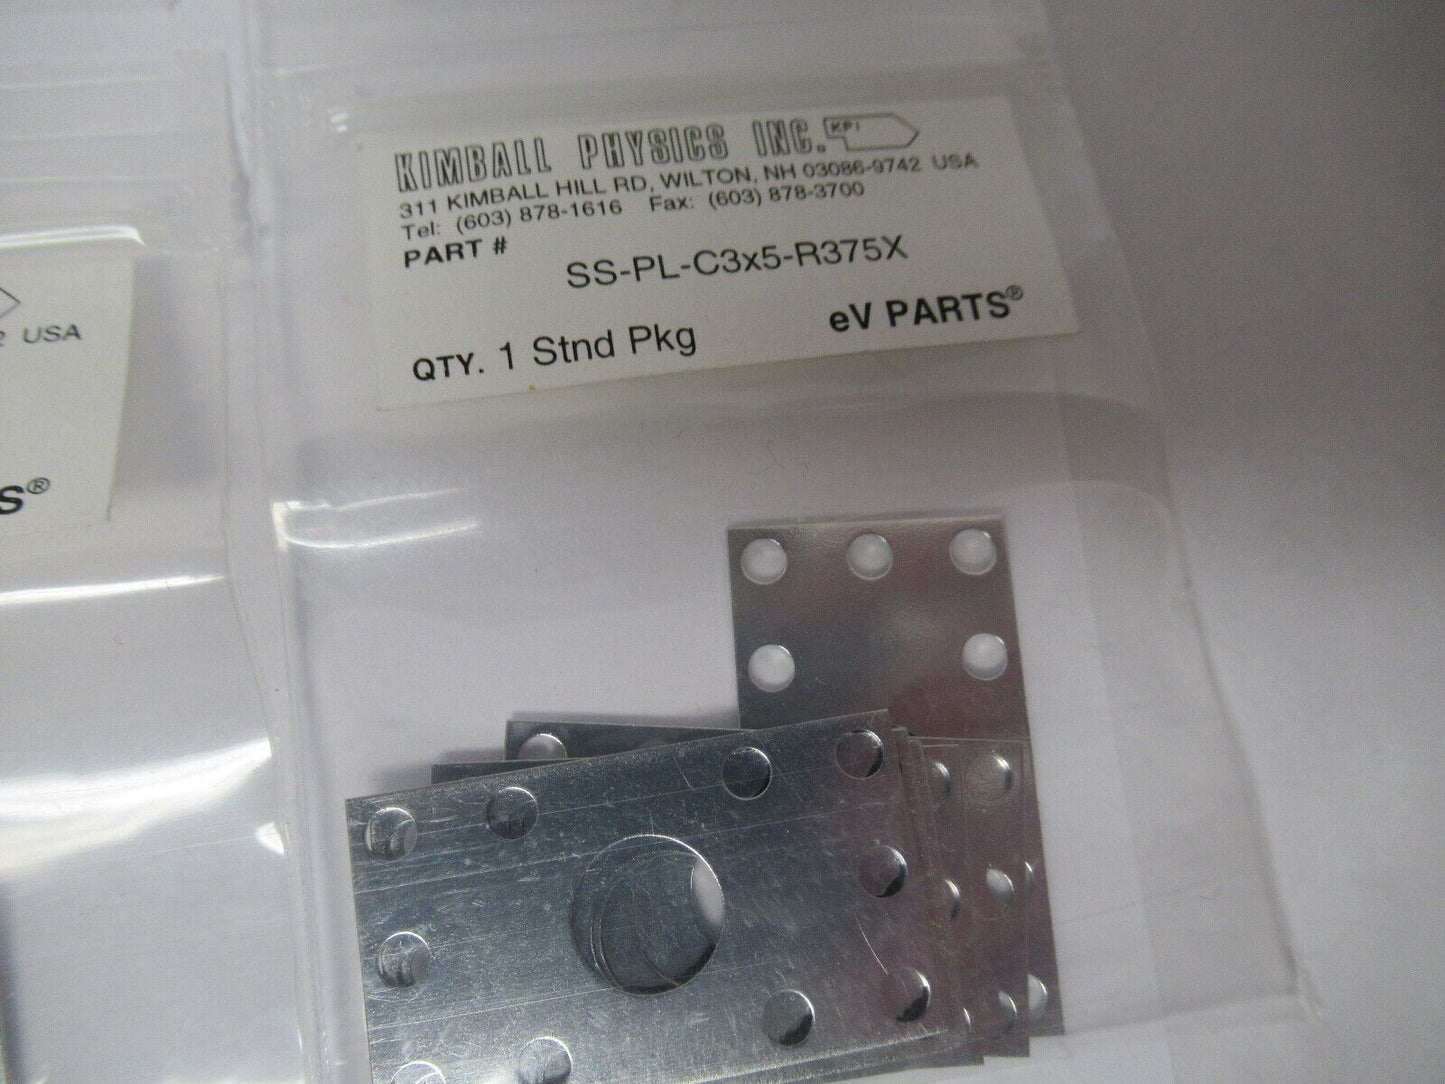 KIMBALL PHYSICS INC. KPI
311 KIMBALL HILL RD, WILTON, NH 03086-9742 USA
Tel: (603) 878-1616 Fax: (603) 878-3700
PART #
SS-PL-C3x5-R375X
eV PARTS®
QTY. 1 Stnd Pkg
2 USA
S®